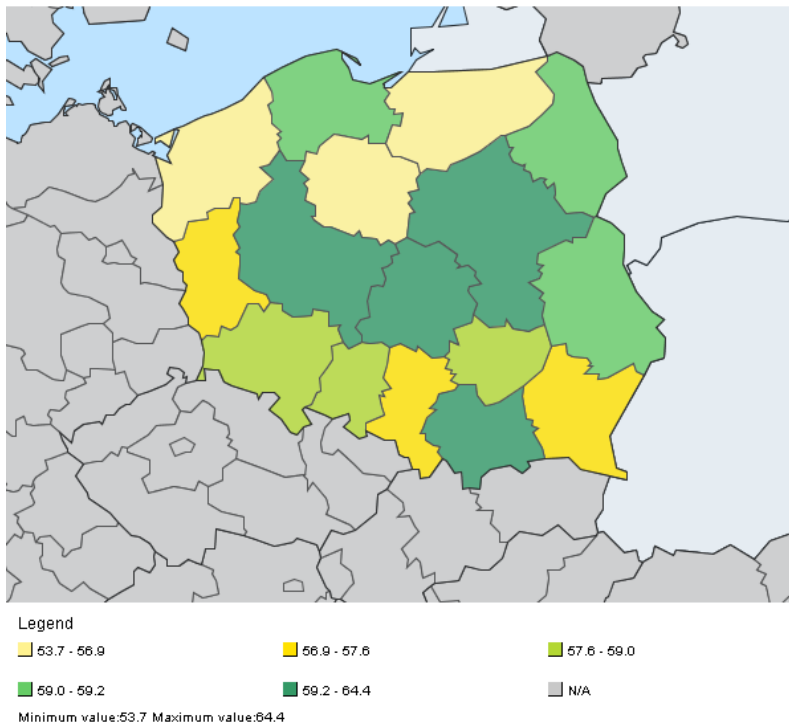 Legend
53.7 - 56.9 56.9 - 57.6 57.6 - 59.0
59.0 - 59.2 59.2 - 64.4 N/A
Minimum value:53.7 Maximum value:64.4